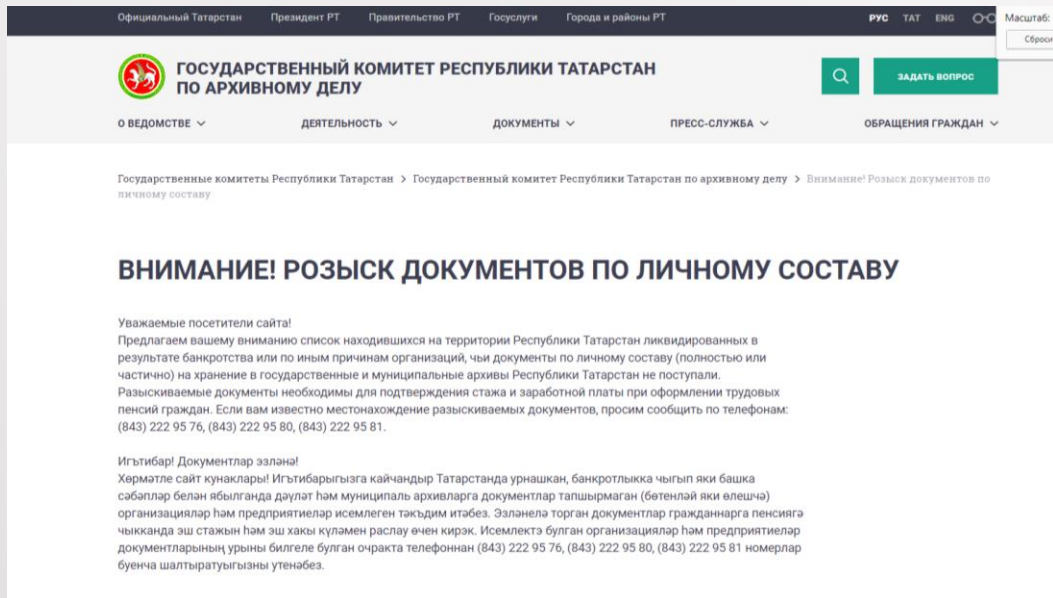 Официальный Татарстан Президент РТ Правительство РТ Госуслуги Города и районы РТ РУС ТАТ ENG Масштаб:
Сброси
ГОСУДАРСТВЕННЫЙ КОМИТЕТ РЕСПУБЛИКИ ТАТАРСТАН
ПО АРХИВНОМУ ДЕЛУ
ЗАДАТЬ ВОПРОС
О ВЕДОМСТВЕ ДЕЯТЕЛЬНОСТЬ ДОКУМЕНТЫ ПРЕСС-СЛУЖБА ОБРАЩЕНИЯ ГРАЖДАН
Государственные комитеты Республики Татарстан > Государственный комитет Республики Татарстан по архивному делу > Внимание! Розыск документов по
личному составу
ВНИМАНИЕ! РОЗЫСК ДОКУМЕНТОВ ПО ЛИЧНОМУ СОСТАВУ
Уважаемые посетители сайта!
Предлагаем вашему вниманию список находившихся на территории Республики Татарстан ликвидированных в
результате банкротства или по иным причинам организаций, чьи документы по личному составу (полностью или
частично) на хранение в государственные и муниципальные архивы Республики Татарстан не поступали.
Разыскиваемые документы необходимы для подтверждения стажа и заработной платы при оформлении трудовых
пенсий граждан. Если вам известно местонахождение разыскиваемых документов, просим сообщить по телефонам:
(843) 222 95 76, (843) 222 95 80, (843) 222 95 81.
Игътибар! Документлар эзләнә!
Хөрмәтле сайт кунаклары! Игътибарыгызга кайчандыр Татарстанда урнашкан, банкротлыкка чыгып яки башка
сәбәпләр белән ябылганда дәүләт һәм муниципаль архивларга документлар тапшырмаган (бөтенләй яки өлешчә)
организацияләр һәм предприятиеләр исемлеген тәкъдим итәбез. Эзләнелә торган документлар гражданнарга пенсиягә
чыкканда эш стажын һәм эш хакы күләмен раслау өчен кирәк. Исемлектә булган организацияләр һәм предприятиеләр
документларының урыны билгеле булган очракта телефоннан (843) 222 95 76, (843) 222 95 80, (843) 222 95 81 номерлар
буенча шалтыратуыгызны үтенәбез.